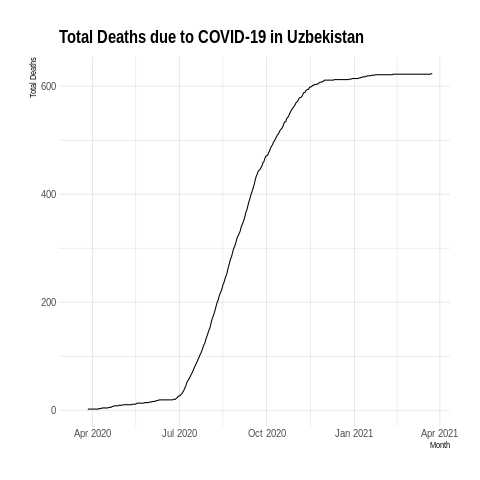 Total Deaths due to COVID-19 in Uzbekistan
Total Deaths
600
400
200
0
Apr 2020 Jul 2020 Oct 2020 Jan 2021 Apr 2021
Month